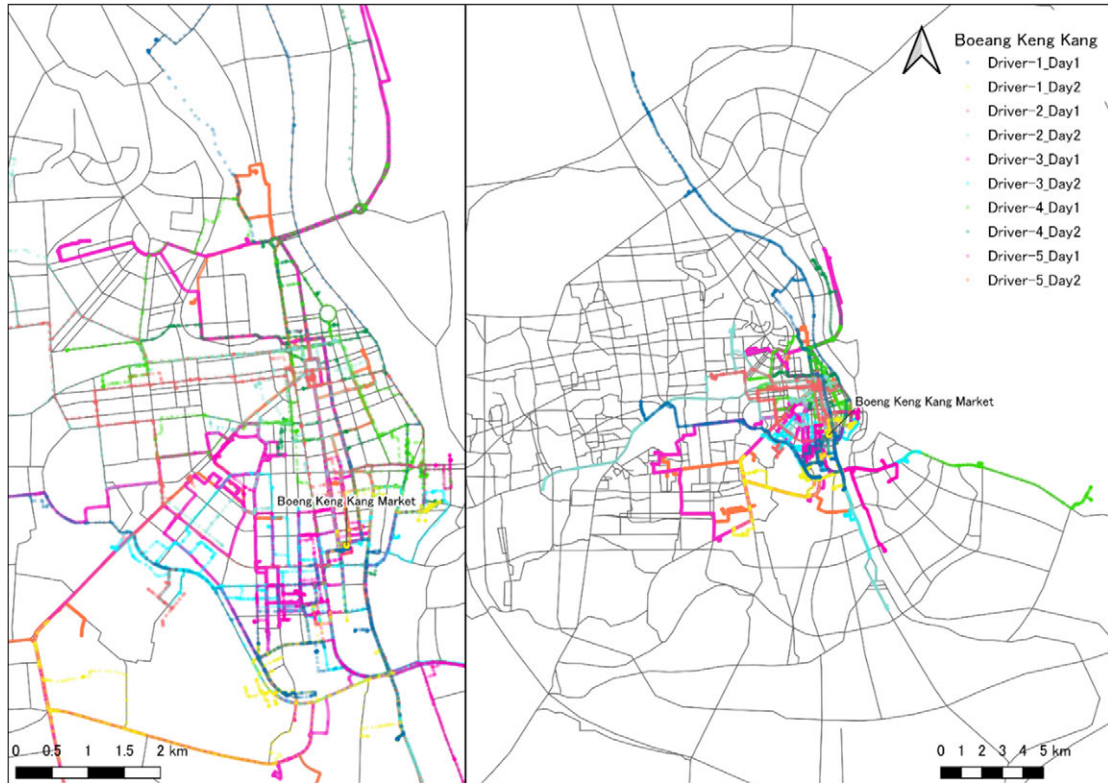 Boeang Keng Kang
Driver-1_Day1
Driver-1_Day2
Driver-2_Day1
Driver-2_Day2
Driver-3_Day1
Driver-3_Day2
Driver-4_Day1
Driver-4_Day2
Driver-5_Day1
Driver-5_Day2
Boeng Keng Kang Market
Boeng Keng Kang Market
0 0.5 1 1.5 2 km
0 1 2 3 4 5 km